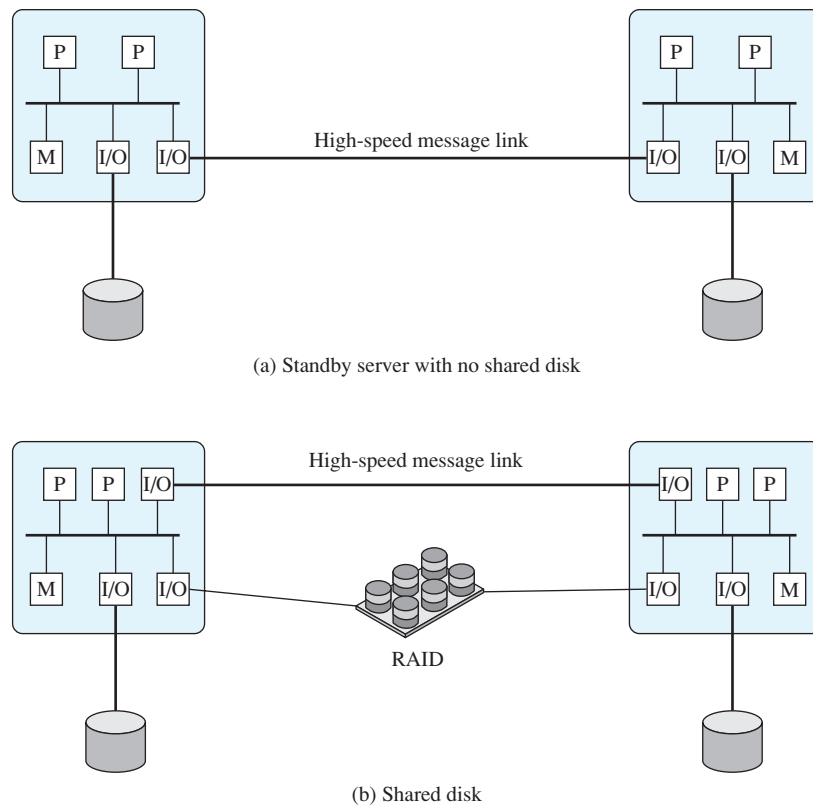 P P P P
High-speed message link
M I/O I/O I/O I/O M
(a) Standby server with no shared disk
High-speed message link
P P I/O I/O P P
M I/O I/O I/O I/O M
RAID
(b) Shared disk